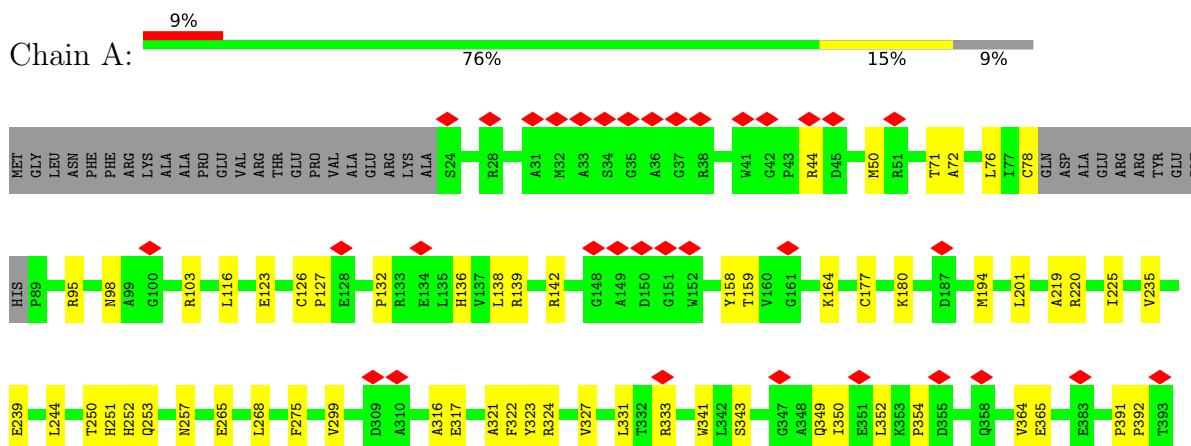 9%
Chain A:
76% 15% 9%
MET GLY LEU ASN PHE PHE ARG LYS ALA ALA PRO GLU VAL ARG THR GLU PRO VAL ALA GLU ARG LYS ALA S24 R28 A31 M32 A33 S34 G35 A36 G37 R38 W41 G42 P43 R44 D45 M50 R51 T71 A72 L76 I77 C78 GLN ASP ALA GLU ARG ARG TYR GLU
HIS P89 R95 N98 A99 G100 R103 L116 E123 C126 P127 E128 P132 R133 E134 L135 H136 V137 L138 R139 R142 G148 A149 D150 G151 W152 Y158 T159 V160 G161 K164 C177 K180 D187 M194 L201 A219 R220 I225 V235
E239 L244 T250 H251 H252 Q253 N257 E265 L268 F275 V299 D309 A310 A316 E317 A321 F322 Y323 R324 V327 L331 T332 R333 W341 L342 S343 G347 A348 Q349 I350 E351 L352 K353 P354 D355 Q358 V364 E365 E383 P391 P392 T393